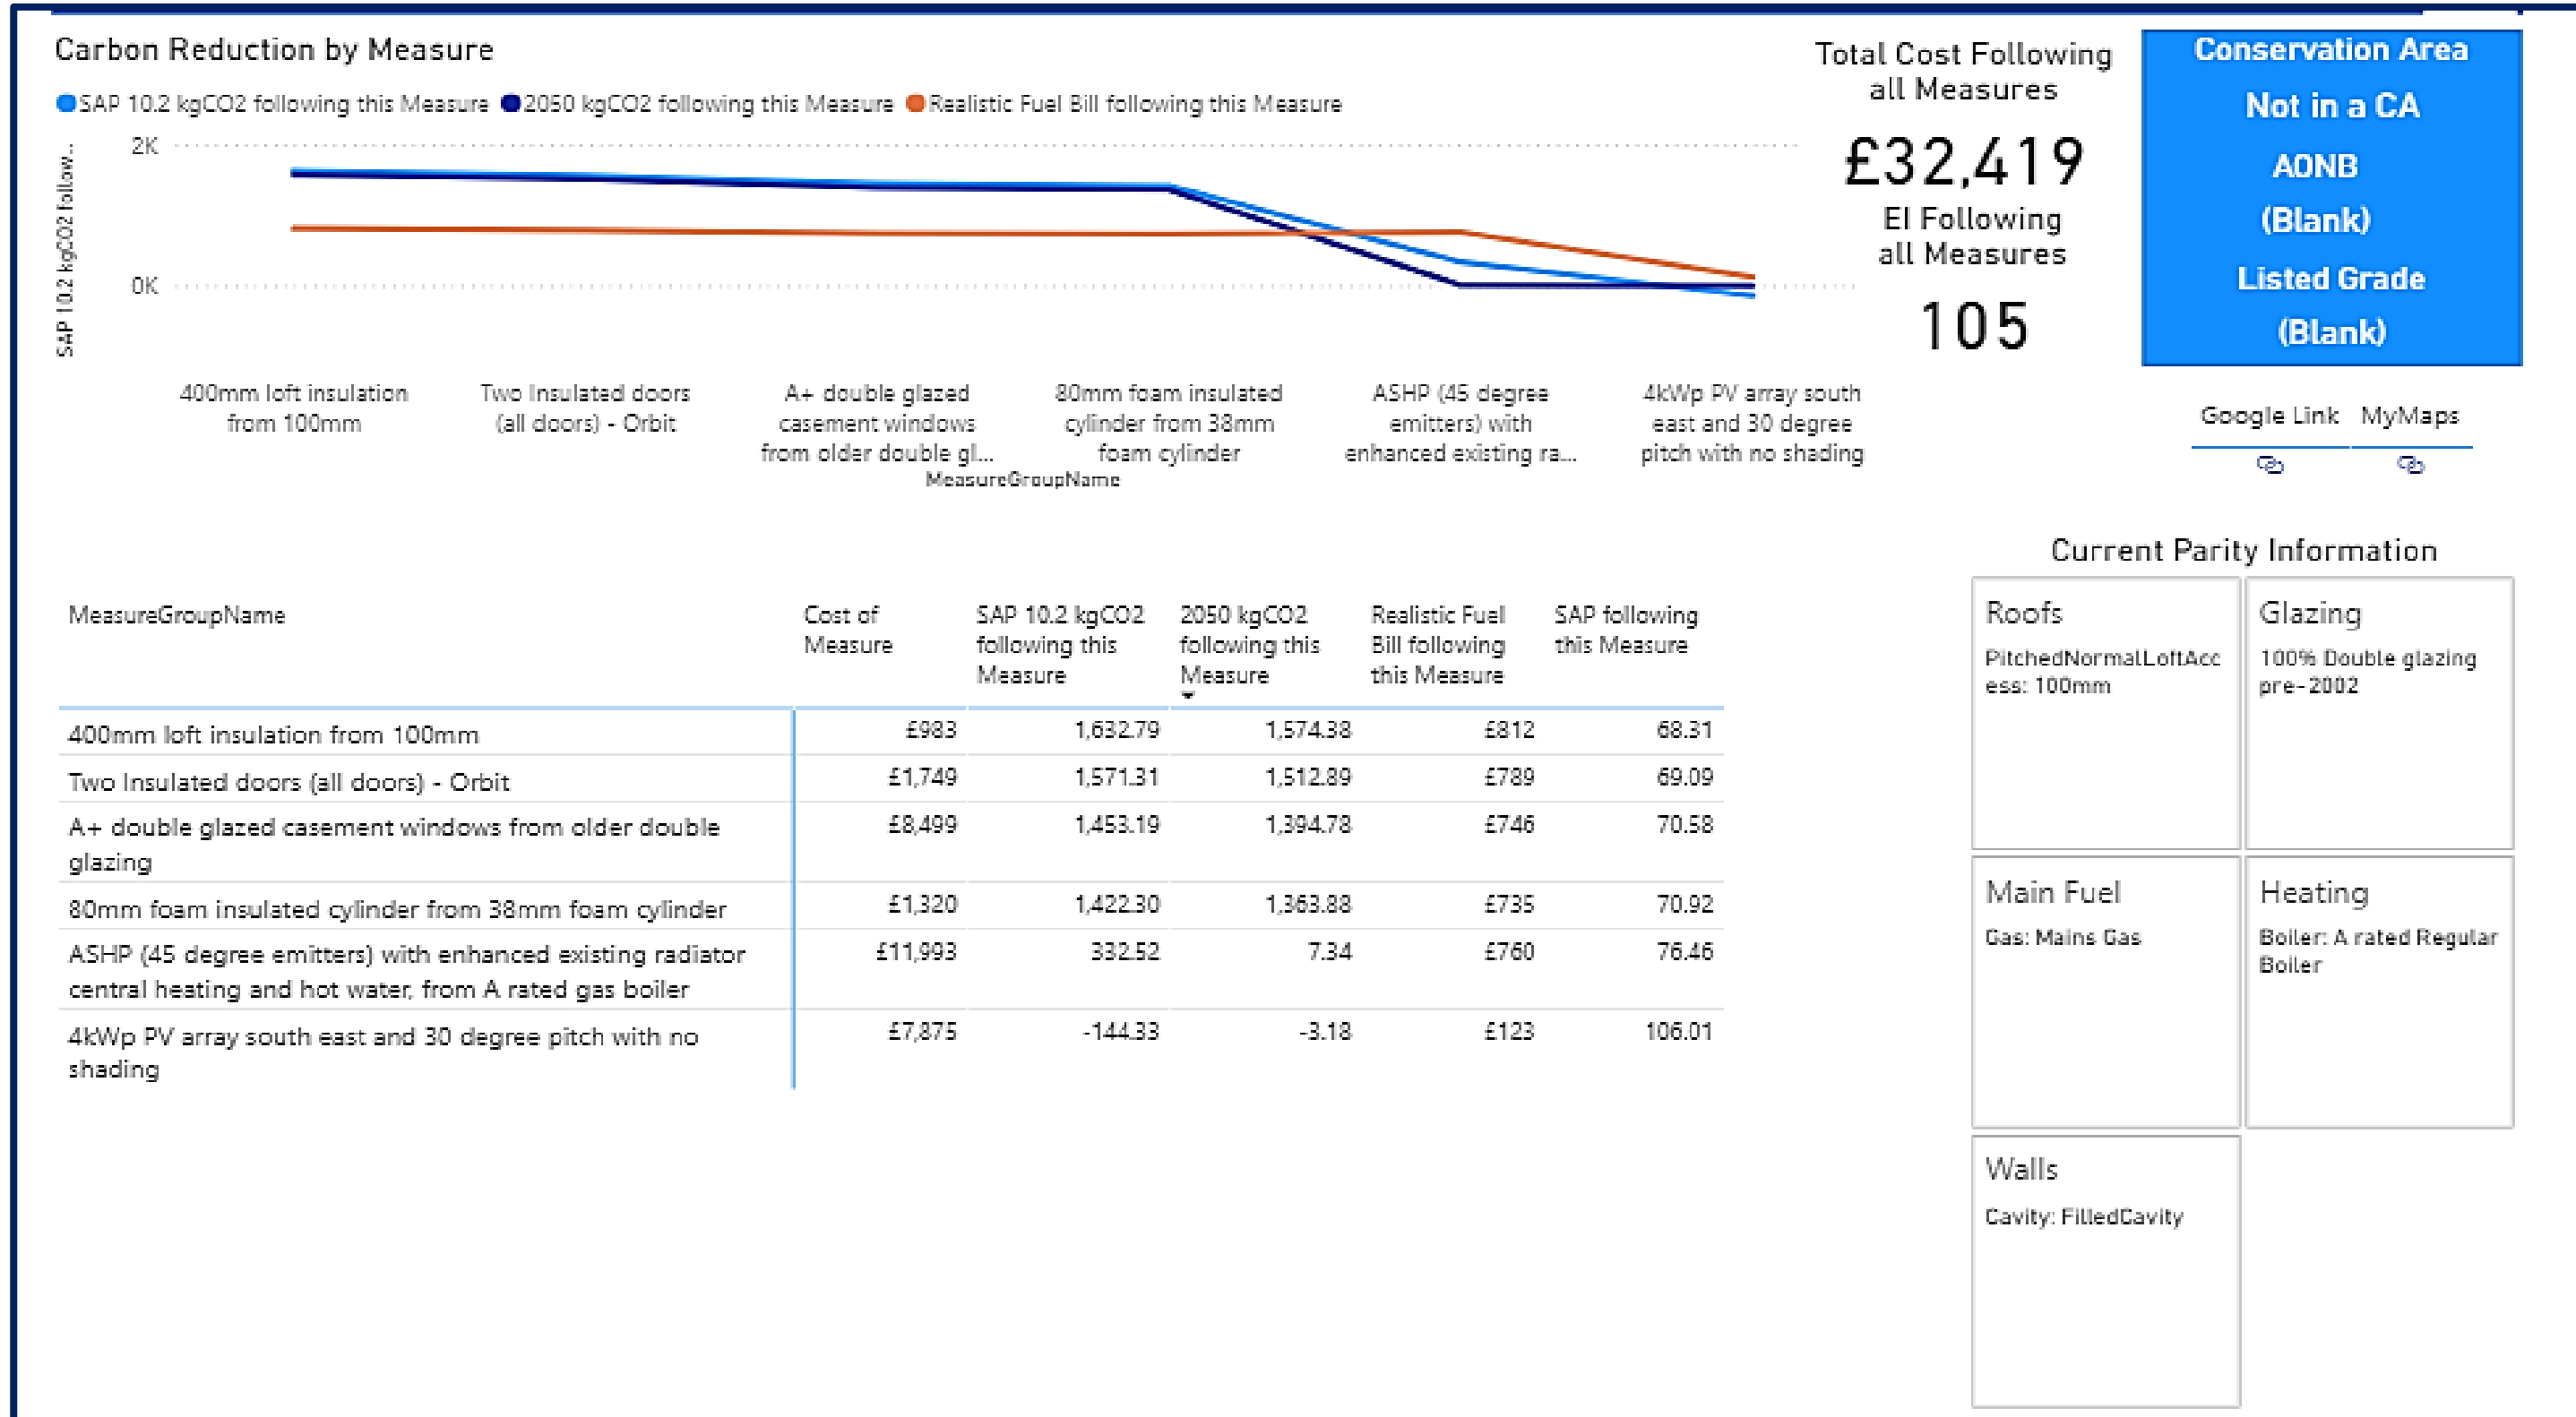 Carbon Reduction by Measure
SAP 10.2 kgCO2 following this Measure 2050 kgCO2 following this Measure Realistic Fuel Bill following this Measure
SAP 10.2 kgCO2 follow...
2K
0K
400mm loft insulation
from 100mm
Two Insulated doors
(all doors) - Orbit
A+ double glazed
casement windows
from older double gl...
80mm foam insulated
cylinder from 38mm
foam cylinder
ASHP (45 degree
emitters) with
enhanced existing ra...
4kWp PV array south
east and 30 degree
pitch with no shading
MeasureGroupName
Total Cost Following
all Measures
£32,419
EI Following
all Measures
105
Conservation Area
Not in a CA
AONB
(Blank)
Listed Grade
(Blank)
Google Link MyMaps
MeasureGroupName
Cost of
Measure
SAP 10.2 kgCO2
following this
Measure
2050 kgCO2
following this
Measure
Realistic Fuel
Bill following
this Measure
SAP following
this Measure
400mm loft insulation from 100mm £983 1,632.79 1,574.38 £812 68.31
Two Insulated doors (all doors) - Orbit £1,749 1,571.31 1,512.89 £789 69.09
A+ double glazed casement windows from older double £8,499 1,453.19 1,394.78 £746 70.58
glazing
80mm foam insulated cylinder from 38mm foam cylinder £1,320 1,422.30 1,363.88 £735 70.92
ASHP (45 degree emitters) with enhanced existing radiator £11,993 332.52 7.34 £760 76.46
central heating and hot water, from A rated gas boiler
4kWp PV array south east and 30 degree pitch with no £7,875 -144.33 -3.18 £123 106.01
shading
Current Parity Information
Roofs
PitchedNormalLoftAcc
ess: 100mm
Glazing
100% Double glazing
pre-2002
Main Fuel
Gas: Mains Gas
Heating
Boiler: A rated Regular
Boiler
Walls
Cavity: FilledCavity